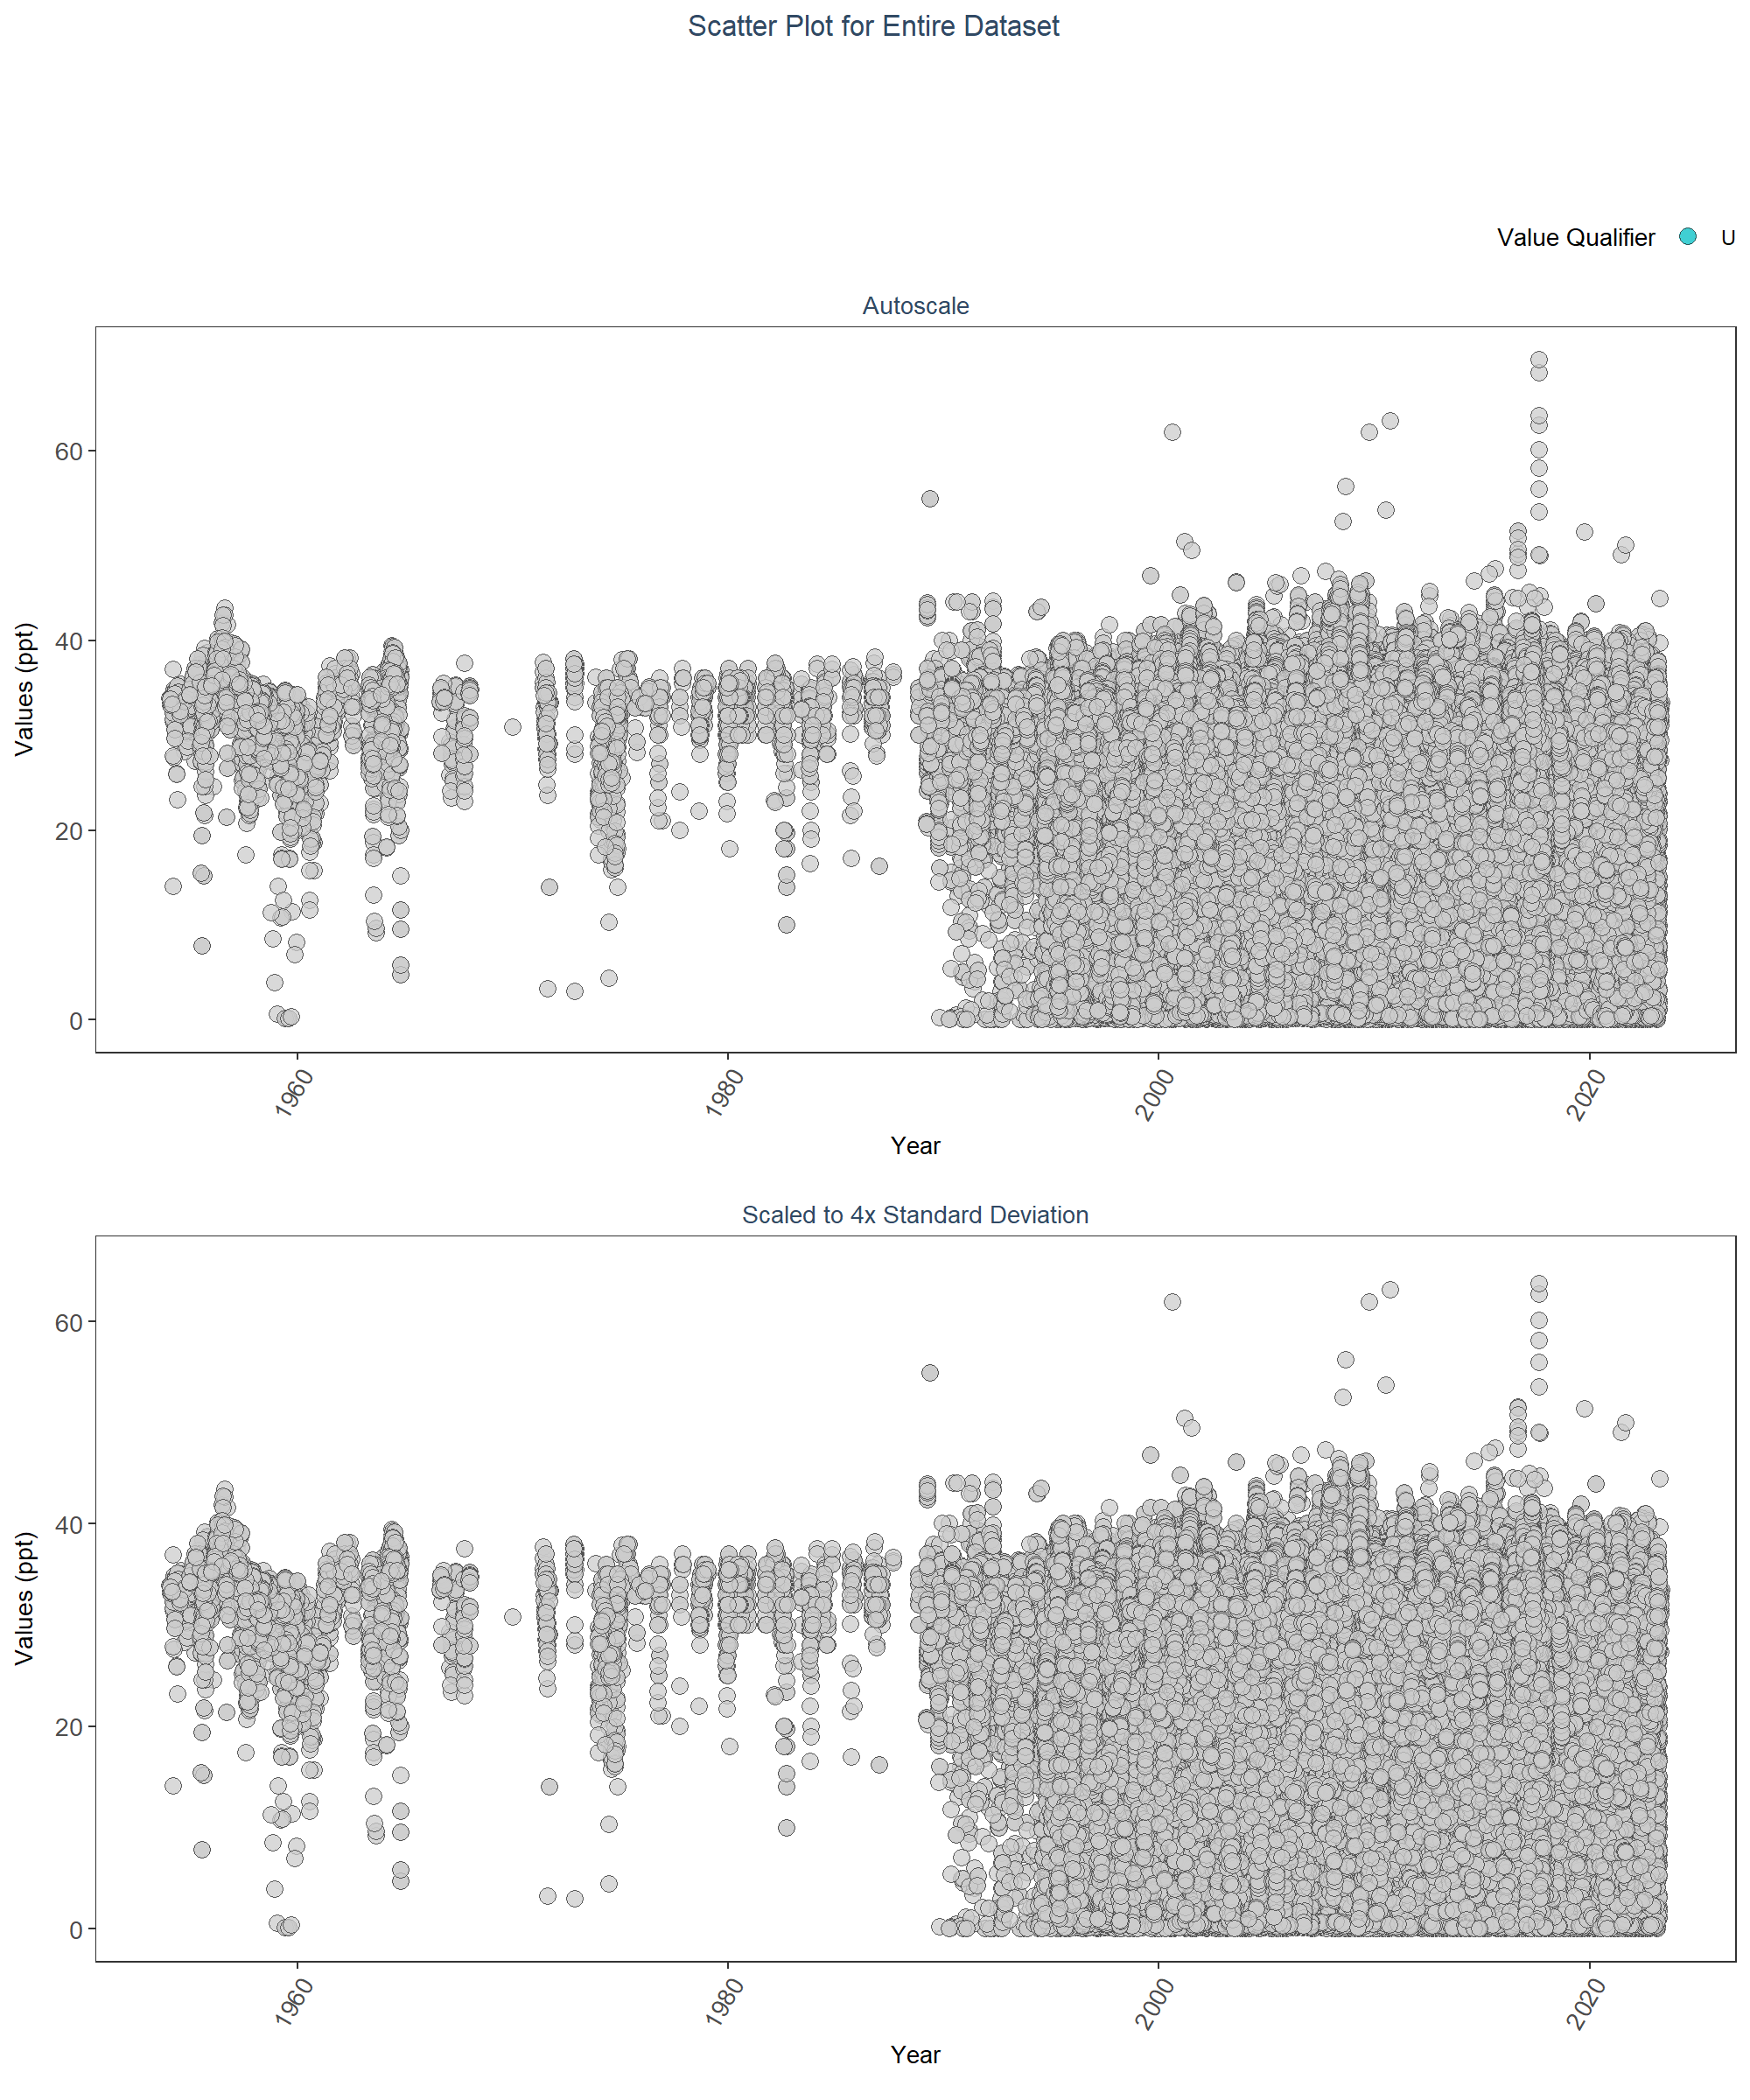 Scatter Plot for Entire Dataset
Value Qualifier U
Autoscale
Values (ppt)
60
40
20
0
1960 1980 2000 2020
Year
Scaled to 4x Standard Deviation
Values (ppt)
60
40
20
0
1960 1980 2000 2020
Year